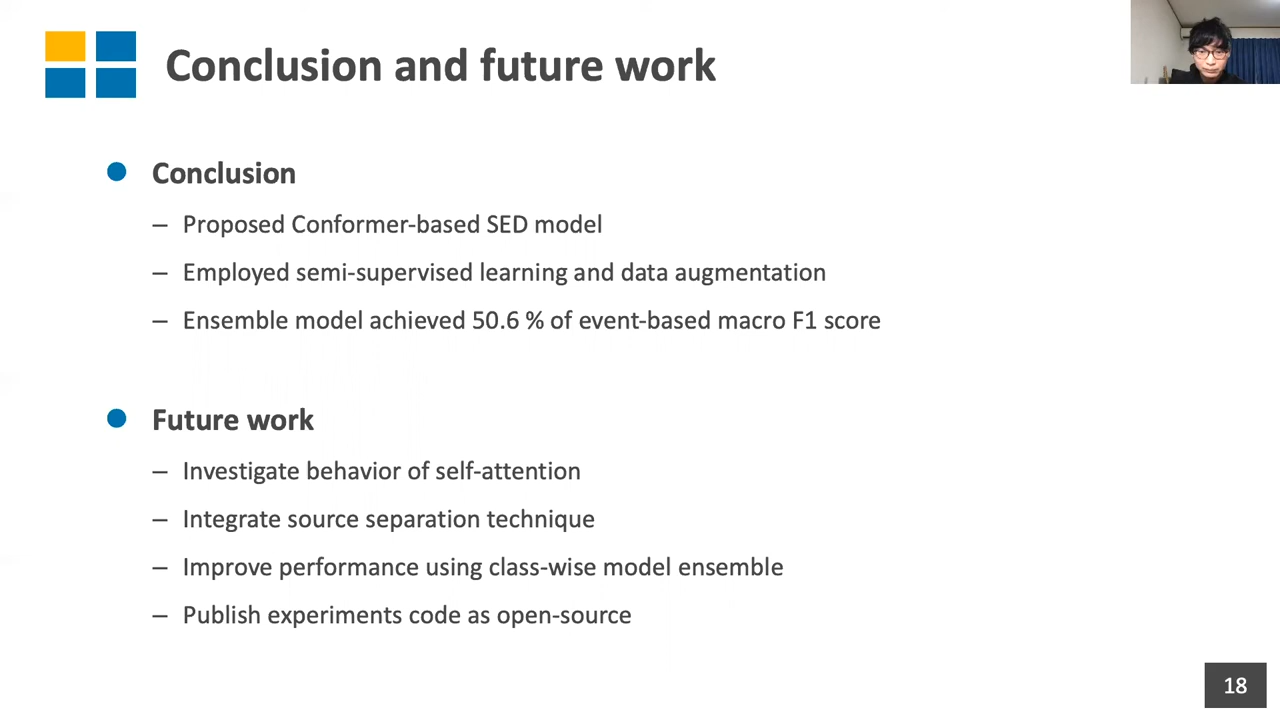 Conclusion and future work
Conclusion
– Proposed Conformer-based SED model
– Employed semi-supervised learning and data augmentation
– Ensemble model achieved 50.6 % of event-based macro F1 score
Future work
– Investigate behavior of self-attention
– Integrate source separation technique
– Improve performance using class-wise model ensemble
– Publish experiments code as open-source
18